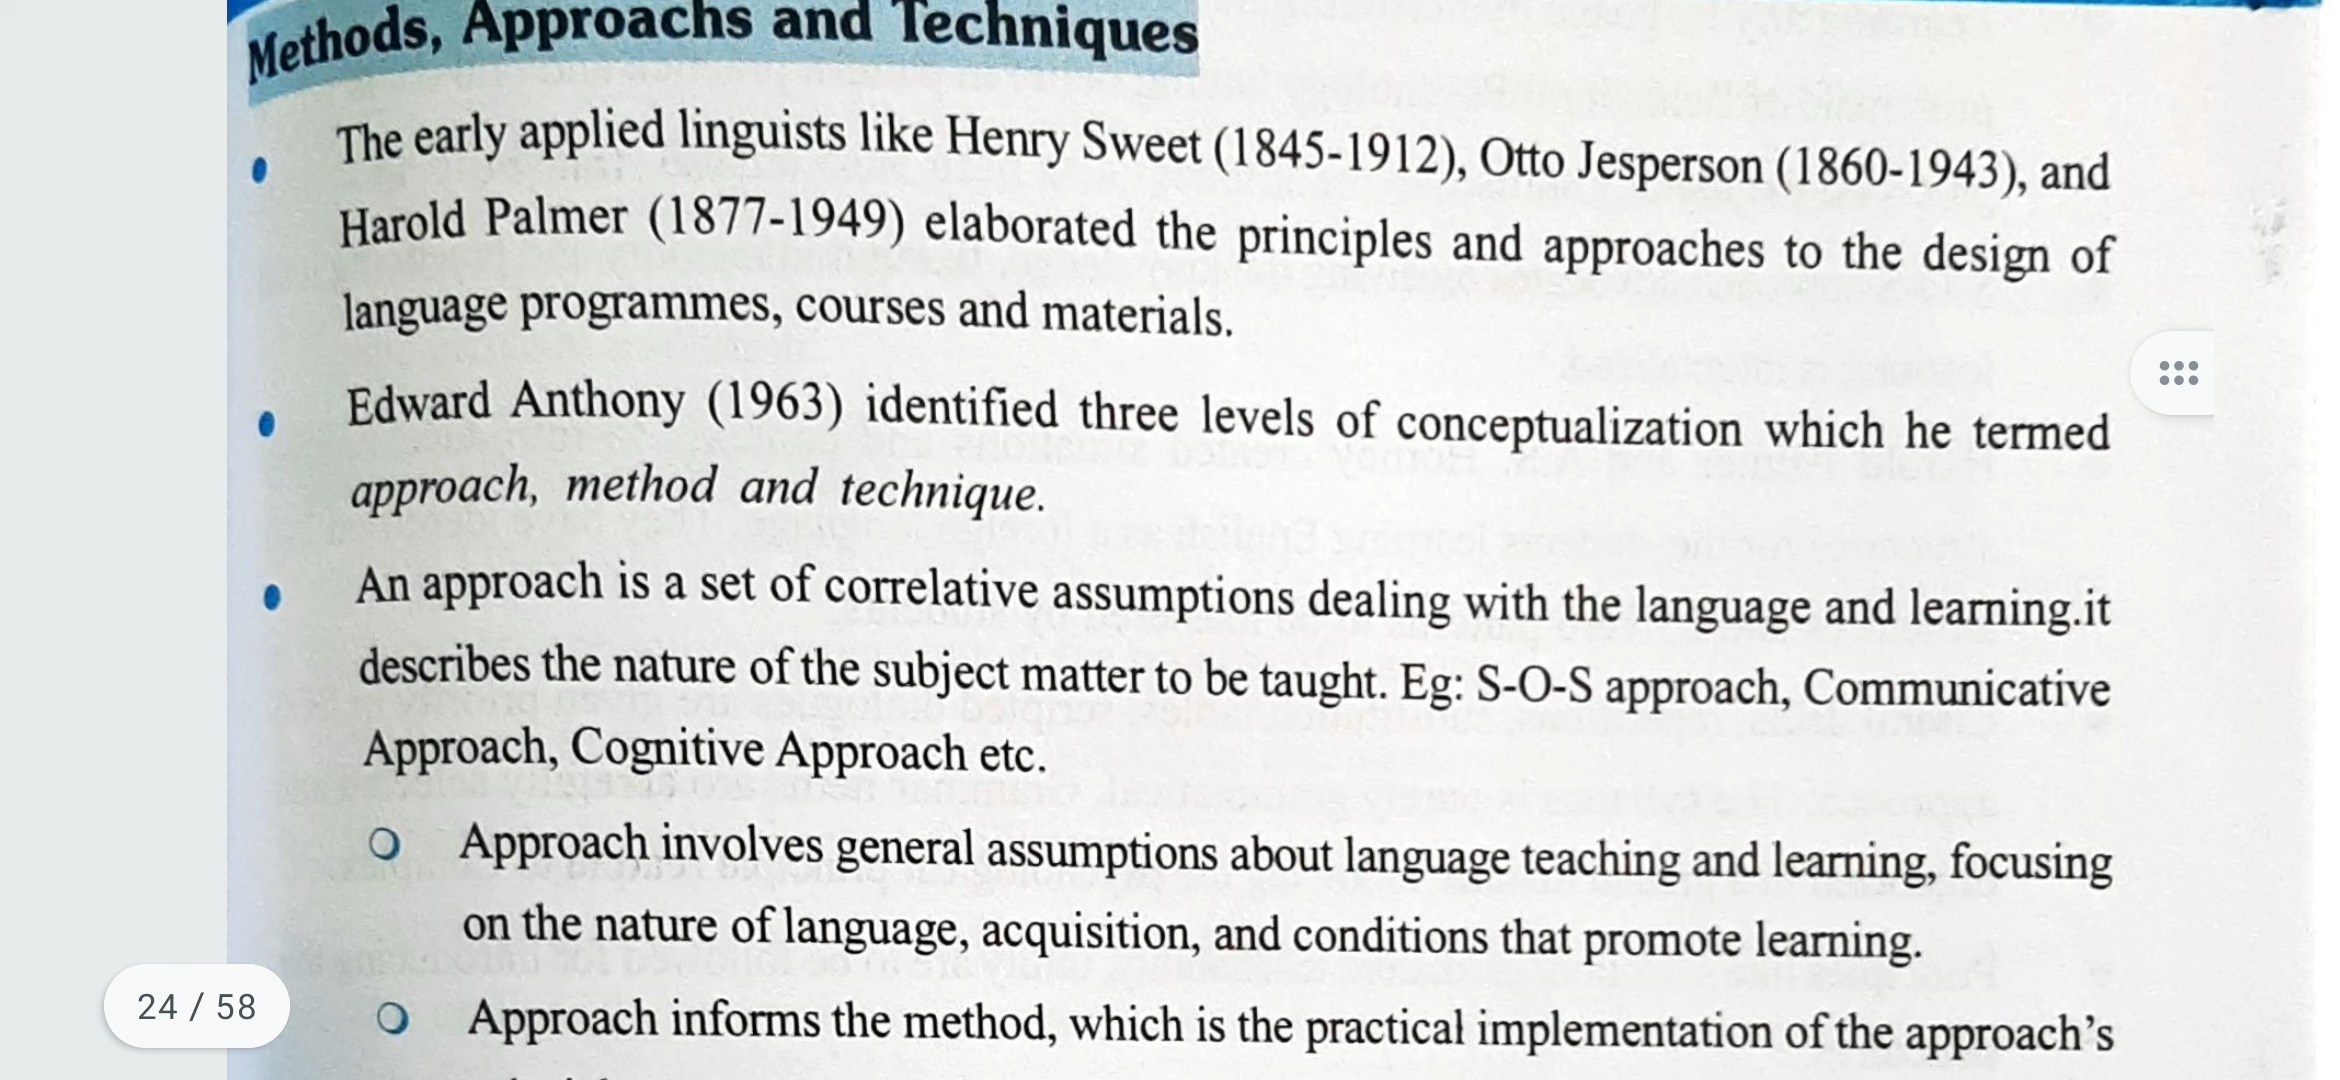 Methods, Approachs and Techniques
• The early applied linguists like Henry Sweet (1845-1912), Otto Jesperson (1860-1943), and
Harold Palmer (1877-1949) elaborated the principles and approaches to the design of
language programmes, courses and materials.
• Edward Anthony (1963) identified three levels of conceptualization which he termed
approach, method and technique.
• An approach is a set of correlative assumptions dealing with the language and learning.it
describes the nature of the subject matter to be taught. Eg: S-O-S approach, Communicative
Approach, Cognitive Approach etc.
O Approach involves general assumptions about language teaching and learning, focusing
on the nature of language, acquisition, and conditions that promote learning.
24 / 58
O Approach informs the method, which is the practical implementation of the approach's